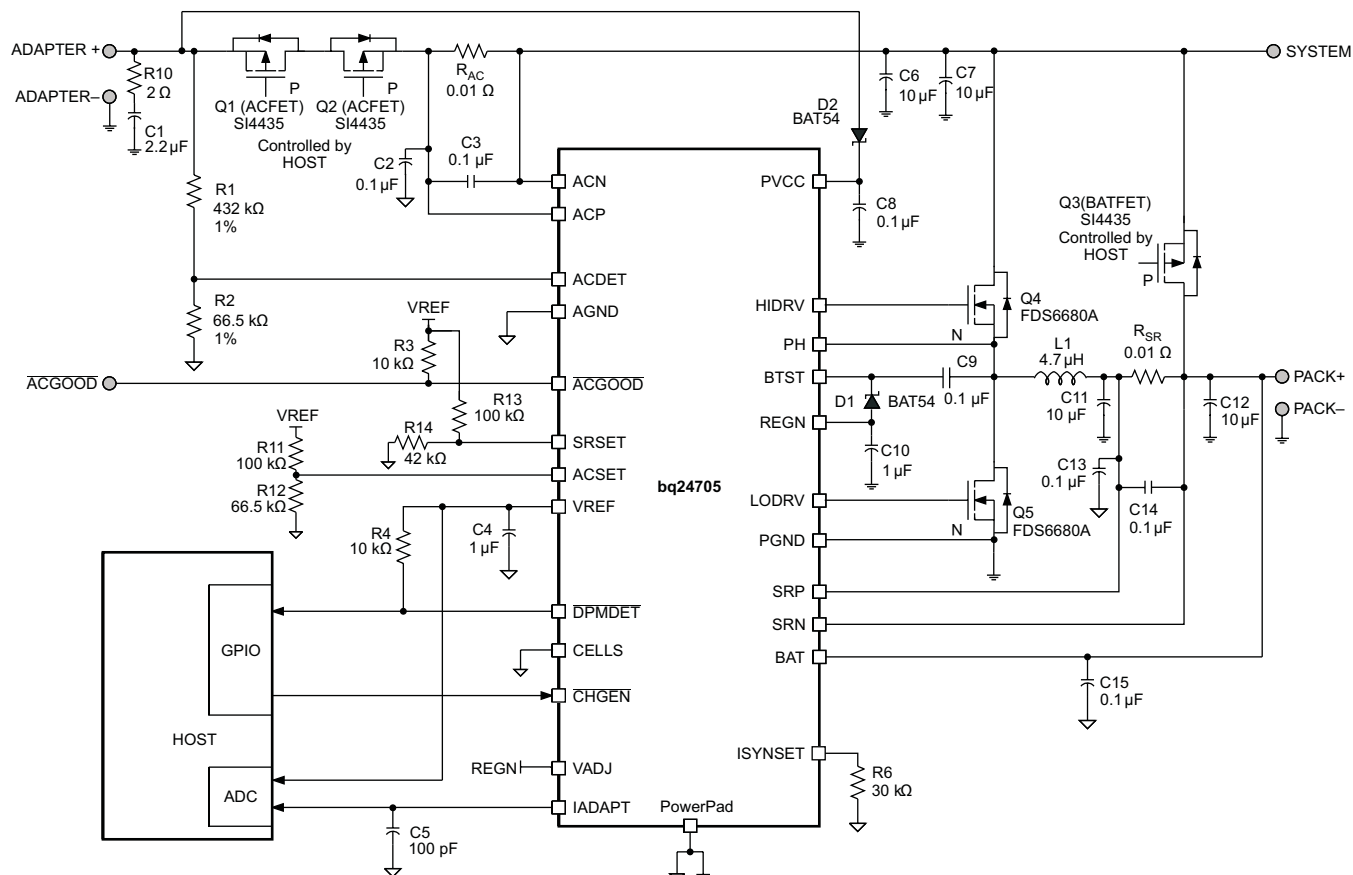 ADAPTER +
ADAPTER–
R10
2 Ω
C1
2.2 µF
P
Q1 (ACFET)
SI4435
P
Q2 (ACFET)
SI4435
Controlled by
HOST
RAC
0.01 Ω
C2
0.1 µF
C3
0.1 µF
R1
432 kΩ
1%
R2
66.5 kΩ
1%
ACGOOD
VREF
R3
10 kΩ
R13
100 kΩ
R14
42 kΩ
VREF
R11
100 kΩ
R12
66.5 kΩ
R4
10 kΩ
C4
1 µF
HOST
GPIO
ADC
REGN
C5
100 pF
ACN
ACP
ACDET
AGND
ACGOOD
SRSET
ACSET
VREF
DPMDET
CELLS
CHGEN
VADJ
IADAPT
bq24705
PowerPad
PVCC
HIDRV
PH
BTST
REGN
LODRV
PGND
SRP
SRN
BAT
ISYNSET
D2
BAT54
C8
0.1 µF
C6
10 µF
C7
10 µF
SYSTEM
Q3(BATFET)
SI4435
Controlled by
HOST
P
Q4
FDS6680A
N
D1
BAT54
C9
0.1 µF
C10
1 µF
L1
4.7 µH
RSR
0.01 Ω
C11
10 µF
C12
10 µF
PACK+
PACK–
C13
0.1 µF
C14
0.1 µF
Q5
FDS6680A
N
C15
0.1 µF
R6
30 kΩ